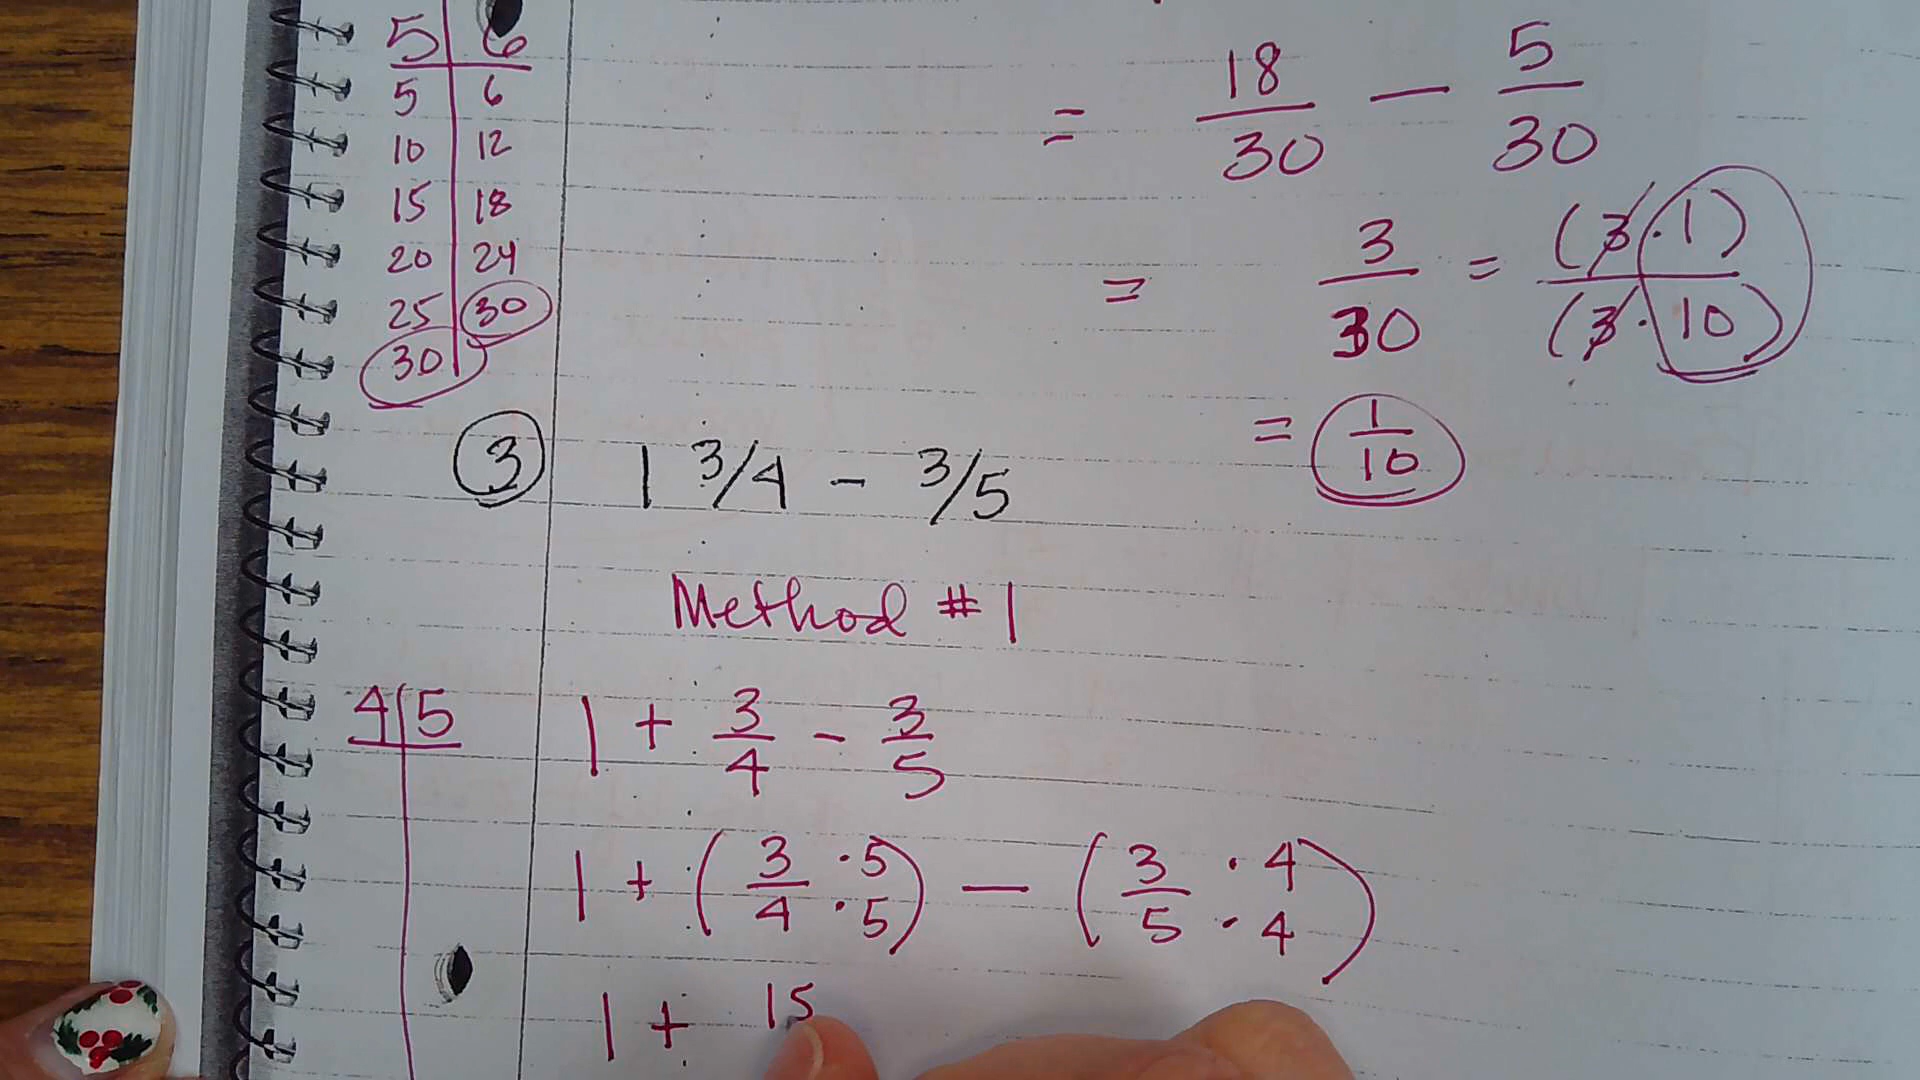 5 | 6
5 | 6
10 | 12
15 | 18
20 | 24
25 | 30
30
= 18/30 - 5/30
= 3/30 = (3 · 1)/(3 · 10)
= 1/10
③ 1 3/4 - 3/5
Method #1
4 | 5
1 + 3/4 - 3/5
1 + (3/4 · 5/5) - (3/5 · 4/4)
1 + 15